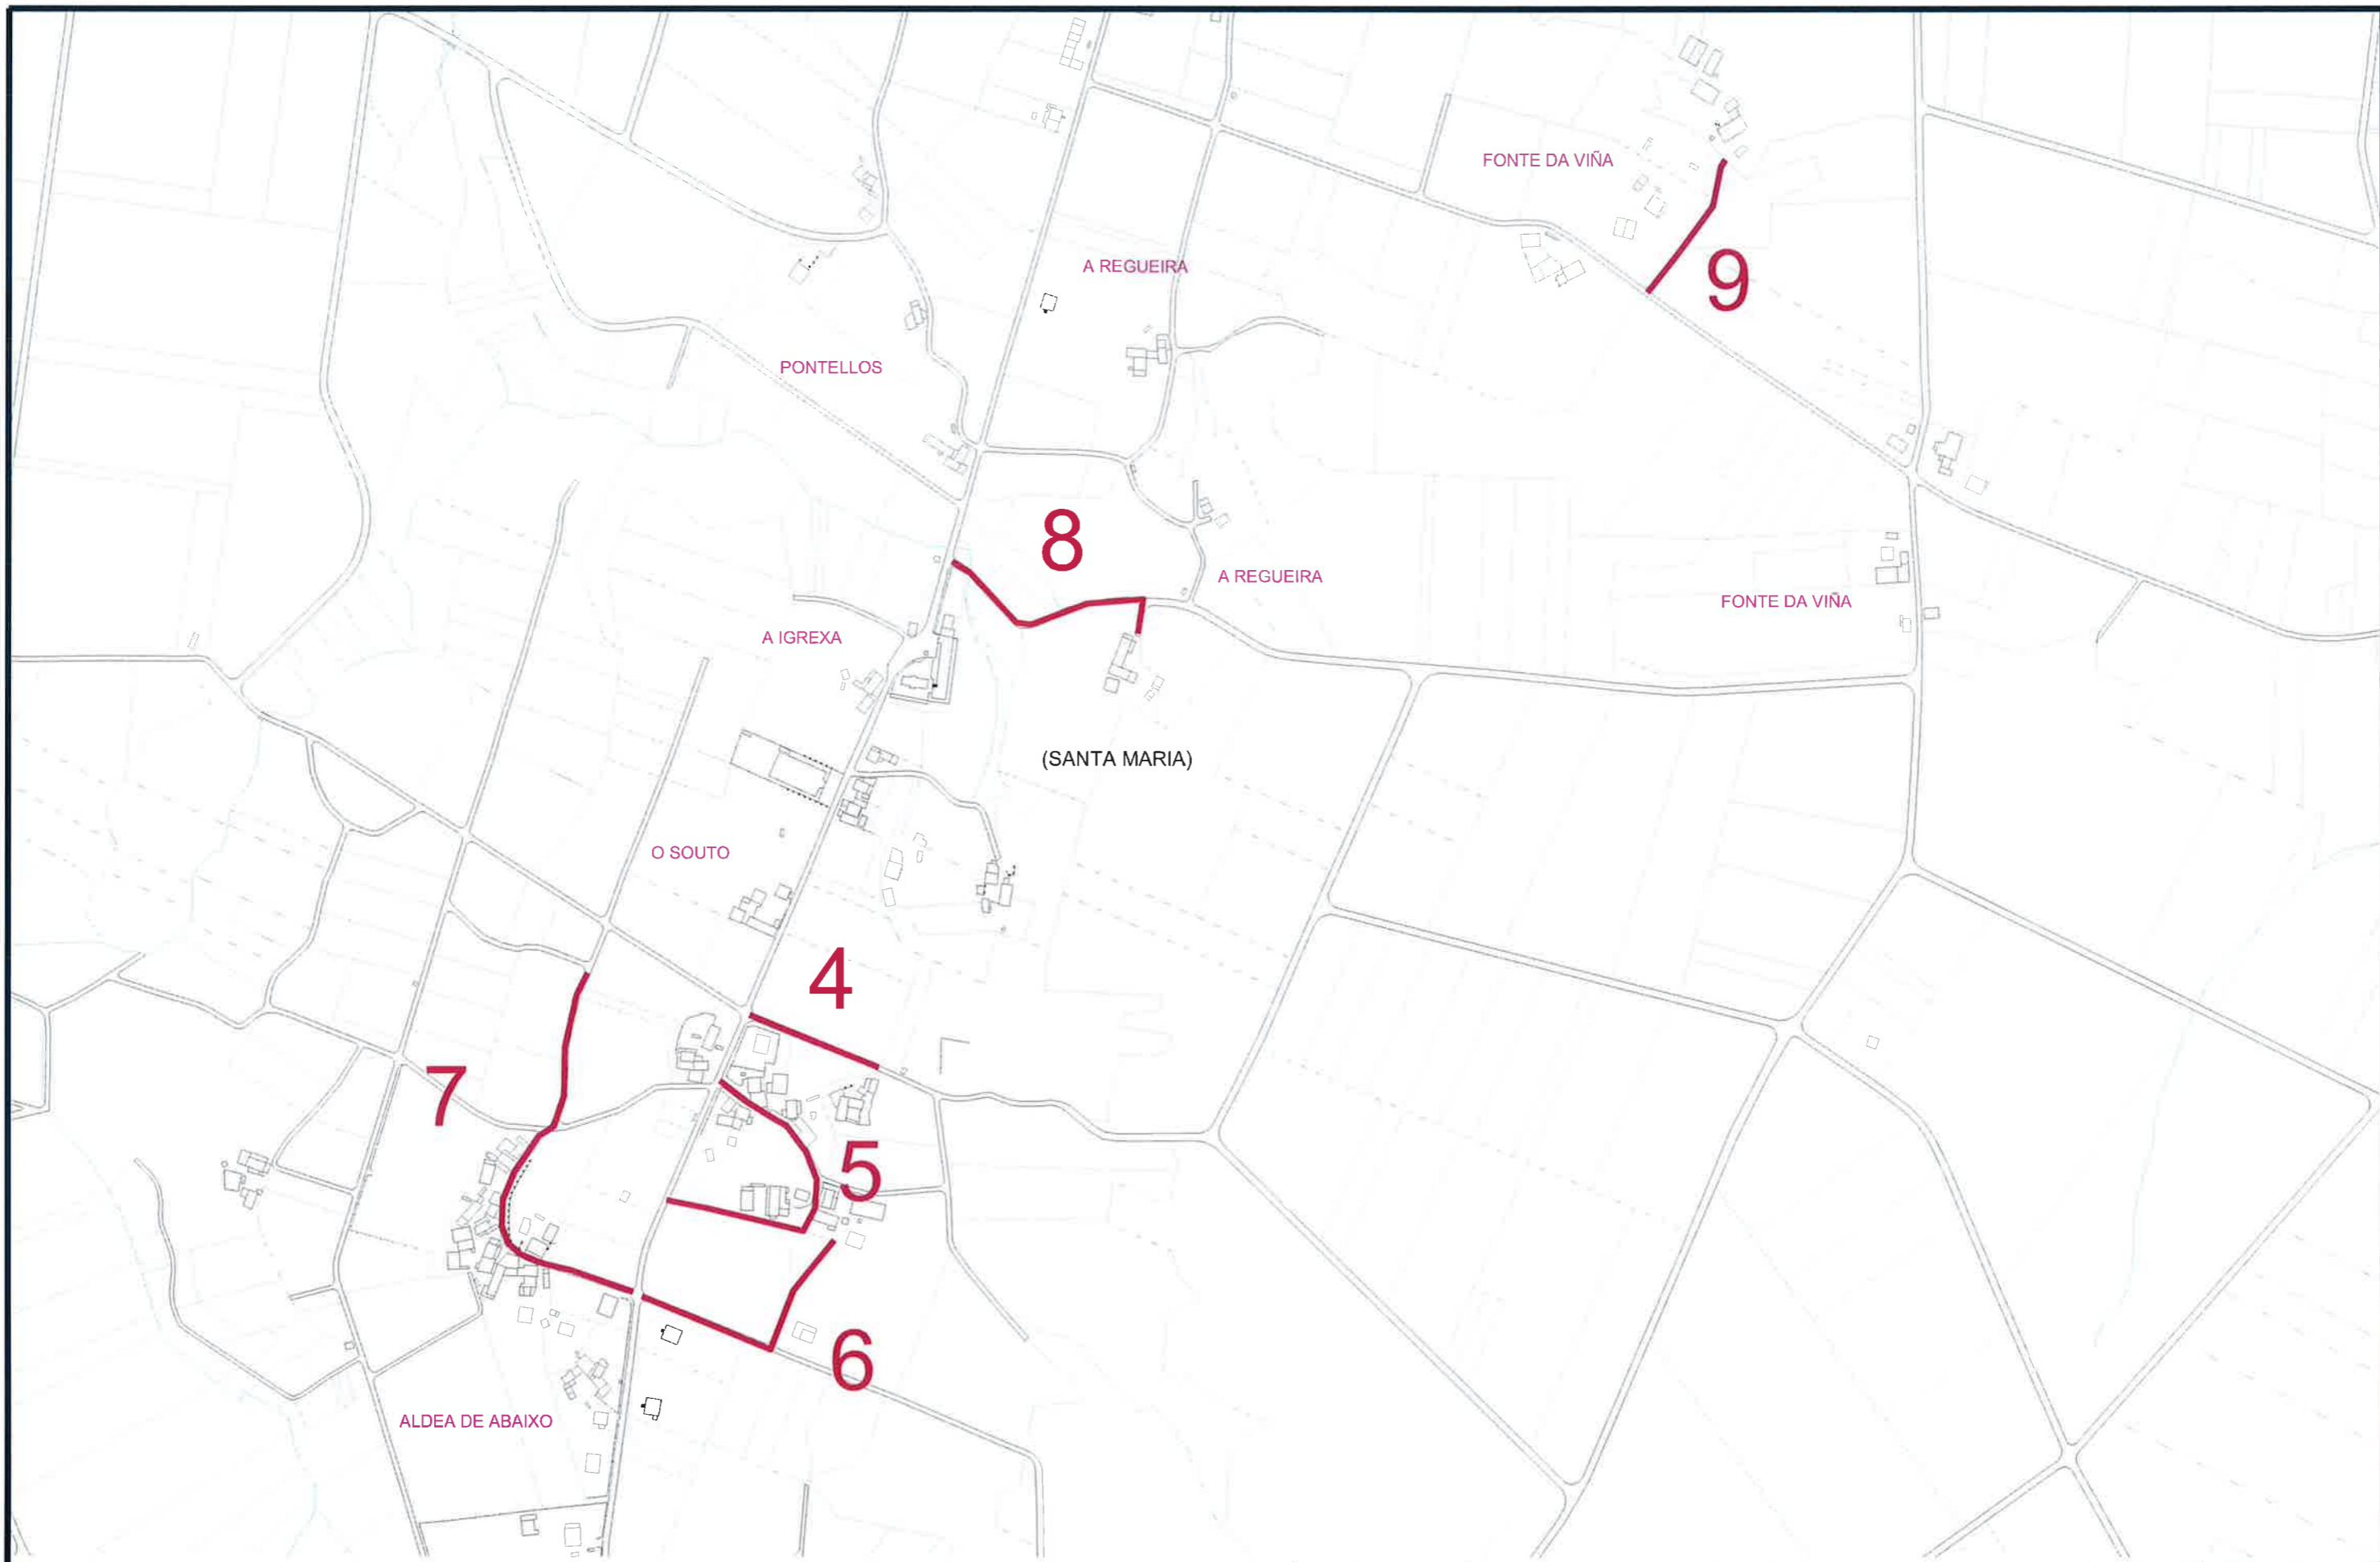 FONTE DA VIÑA
9
A REGUEIRA
PONTELLOS
8
A REGUEIRA
FONTE DA VIÑA
A IGREXA
(SANTA MARIA)
O SOUTO
4
7
5
6
ALDEA DE ABAIXO